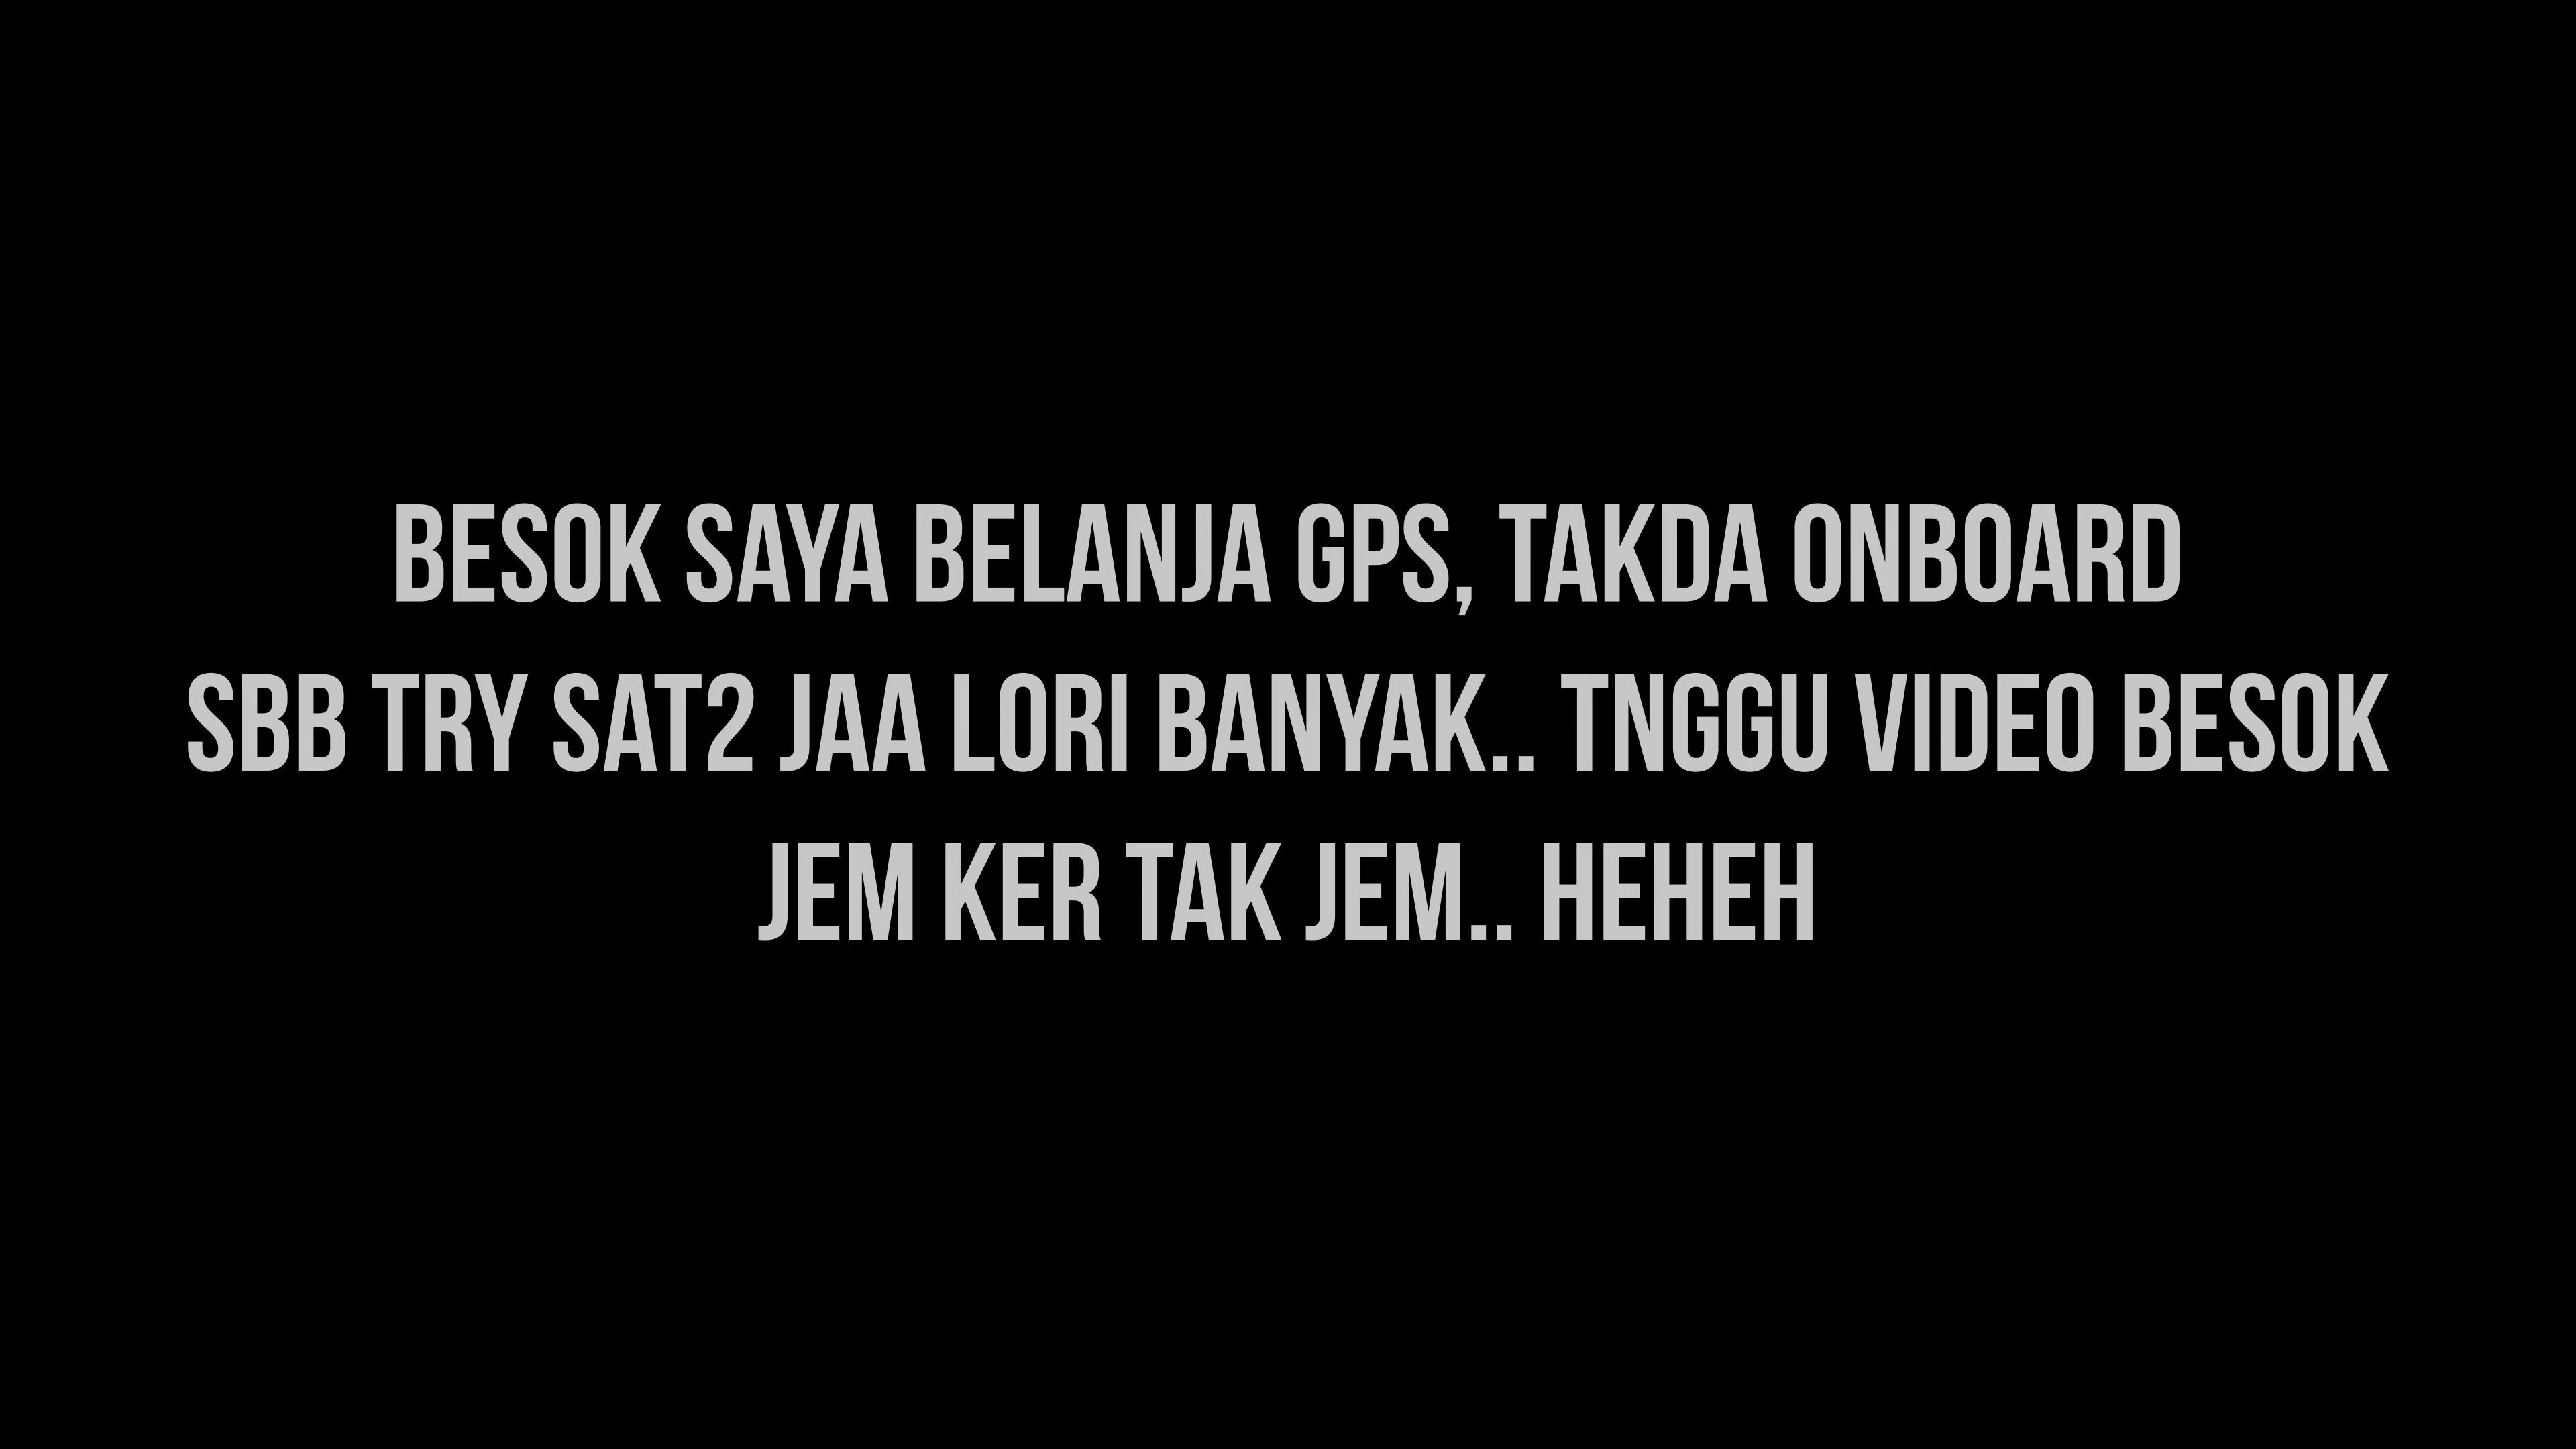 BESOK SAYA BELANJA GPS, TAKDA ONBOARD
SBB TRY SAT2 JAA LORI BANYAK.. TNGGU VIDEO BESOK
JEM KER TAK JEM.. HEHEH